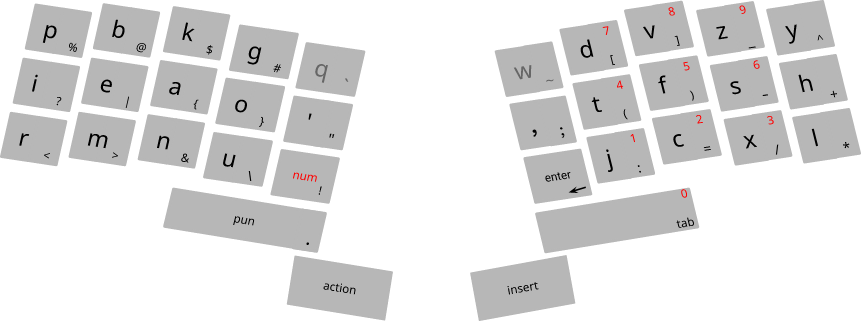 p % b @ k $ g # q `
i ? e | a { o } ' "
r < m > n & u \ num !
pun .
action
w ~ d 7 [ v 8 ] z 9 _ y ^
, ; t 4 ( f 5 ) s 6 - h +
enter j 1 : c 2 = x 3 / l *
0 tab
insert